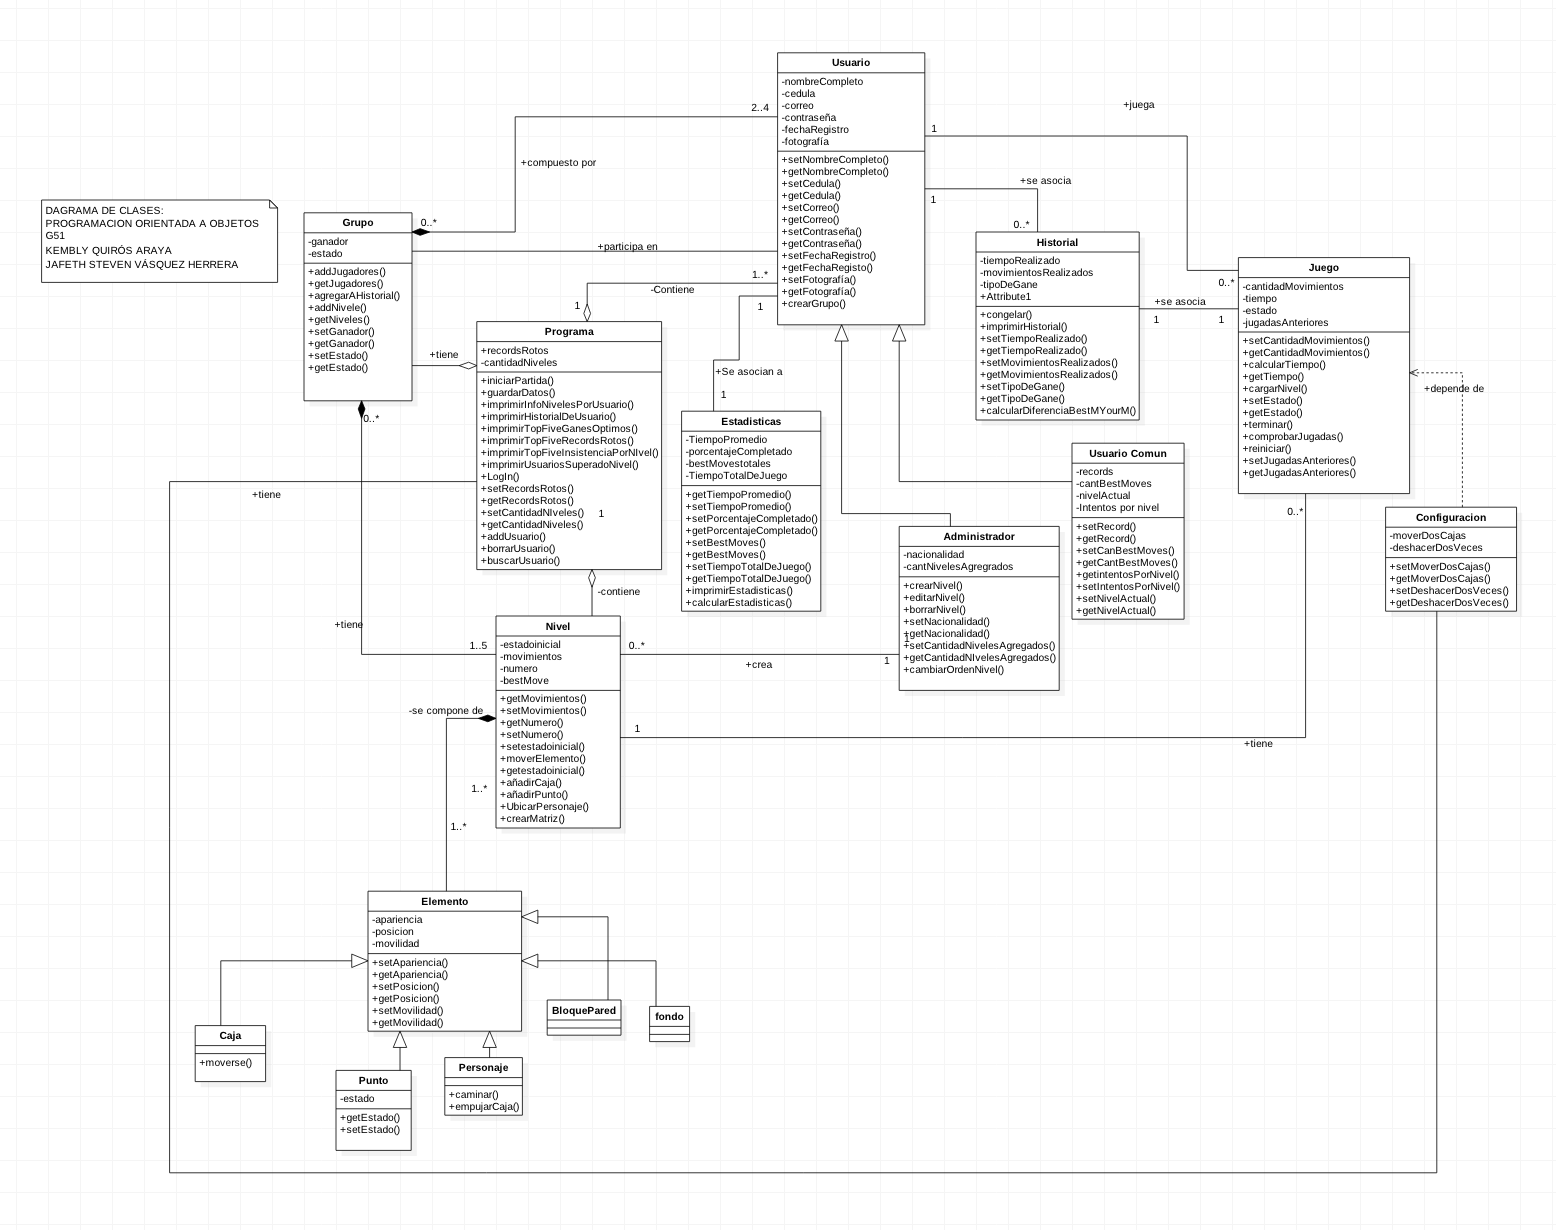 DAGRAMA DE CLASES:
PROGRAMACION ORIENTADA A OBJETOS
G51
KEMBLY QUIRÓS ARAYA
JAFETH STEVEN VÁSQUEZ HERRERA
Usuario
-nombreCompleto
-cedula
-correo
-contraseña
-fechaRegistro
-fotografía
+setNombreCompleto()
+getNombreCompleto()
+setCedula()
+getCedula()
+setCorreo()
+getCorreo()
+setContraseña()
+getContraseña()
+setFechaRegistro()
+getFechaRegisto()
+setFotografía()
+getFotografía()
+crearGrupo()
2..4
+compuesto por
0..*
+participa en
1..*
-Contiene
1
1
+Se asocian a
1
1
+juega
0..*
+se asocia
1
0..*
Grupo
-ganador
-estado
+addJugadores()
+getJugadores()
+agregarAHistorial()
+addNivele()
+getNiveles()
+setGanador()
+getGanador()
+setEstado()
+getEstado()
+tiene
0..*
+tiene
1..5
Programa
+recordsRotos
-cantidadNiveles
+iniciarPartida()
+guardarDatos()
+imprimirInfoNivelesPorUsuario()
+imprimirHistorialDeUsuario()
+imprimirTopFiveGanesOptimos()
+imprimirTopFiveRecordsRotos()
+imprimirTopFiveInsistenciaPorNIvel()
+imprimirUsuariosSuperadoNivel()
+LogIn()
+setRecordsRotos()
+getRecordsRotos()
+setCantidadNIveles()
+getCantidadNiveles()
+addUsuario()
+borrarUsuario()
+buscarUsuario()
1
+tiene
-contiene
Historial
-tiempoRealizado
-movimientosRealizados
-tipoDeGane
+Attribute1
+congelar()
+imprimirHistorial()
+setTiempoRealizado()
+getTiempoRealizado()
+setMovimientosRealizados()
+getMovimientosRealizados()
+setTipoDeGane()
+getTipoDeGane()
+calcularDiferenciaBestMYourM()
+se asocia
1
1
Juego
-cantidadMovimientos
-tiempo
-estado
-jugadasAnteriores
+setCantidadMovimientos()
+getCantidadMovimientos()
+calcularTiempo()
+getTiempo()
+cargarNivel()
+setEstado()
+getEstado()
+terminar()
+comprobarJugadas()
+reiniciar()
+setJugadasAnteriores()
+getJugadasAnteriores()
+depende de
0..*
Estadisticas
-TiempoPromedio
-porcentajeCompletado
-bestMovestotales
-TiempoTotalDeJuego
+getTiempoPromedio()
+setTiempoPromedio()
+setPorcentajeCompletado()
+getPorcentajeCompletado()
+setBestMoves()
+getBestMoves()
+setTiempoTotalDeJuego()
+getTiempoTotalDeJuego()
+imprimirEstadisticas()
+calcularEstadisticas()
Usuario Comun
-records
-cantBestMoves
-nivelActual
-Intentos por nivel
+setRecord()
+getRecord()
+setCanBestMoves()
+getCantBestMoves()
+getintentosPorNivel()
+setIntentosPorNivel()
+setNivelActual()
+getNivelActual()
Configuracion
-moverDosCajas
-deshacerDosVeces
+setMoverDosCajas()
+getMoverDosCajas()
+setDeshacerDosVeces()
+getDeshacerDosVeces()
Administrador
-nacionalidad
-cantNivelesAgregrados
+crearNivel()
+editarNivel()
+borrarNivel()
+setNacionalidad()
+getNacionalidad()
1
+setCantidadNivelesAgregados()
+getCantidadNIvelesAgregados()
+cambiarOrdenNivel()
Nivel
-estadoinicial
-movimientos
-numero
-bestMove
+getMovimientos()
+setMovimientos()
+getNumero()
+setNumero()
+setestadoinicial()
+moverElemento()
+getestadoinicial()
+añadirCaja()
+añadirPunto()
+UbicarPersonaje()
+crearMatriz()
0..*
+crea
1
1
+tiene
-se compone de
1..*
1..*
Elemento
-apariencia
-posicion
-movilidad
+setApariencia()
+getApariencia()
+setPosicion()
+getPosicion()
+setMovilidad()
+getMovilidad()
BloquePared
fondo
Caja
+moverse()
Punto
-estado
+getEstado()
+setEstado()
Personaje
+caminar()
+empujarCaja()